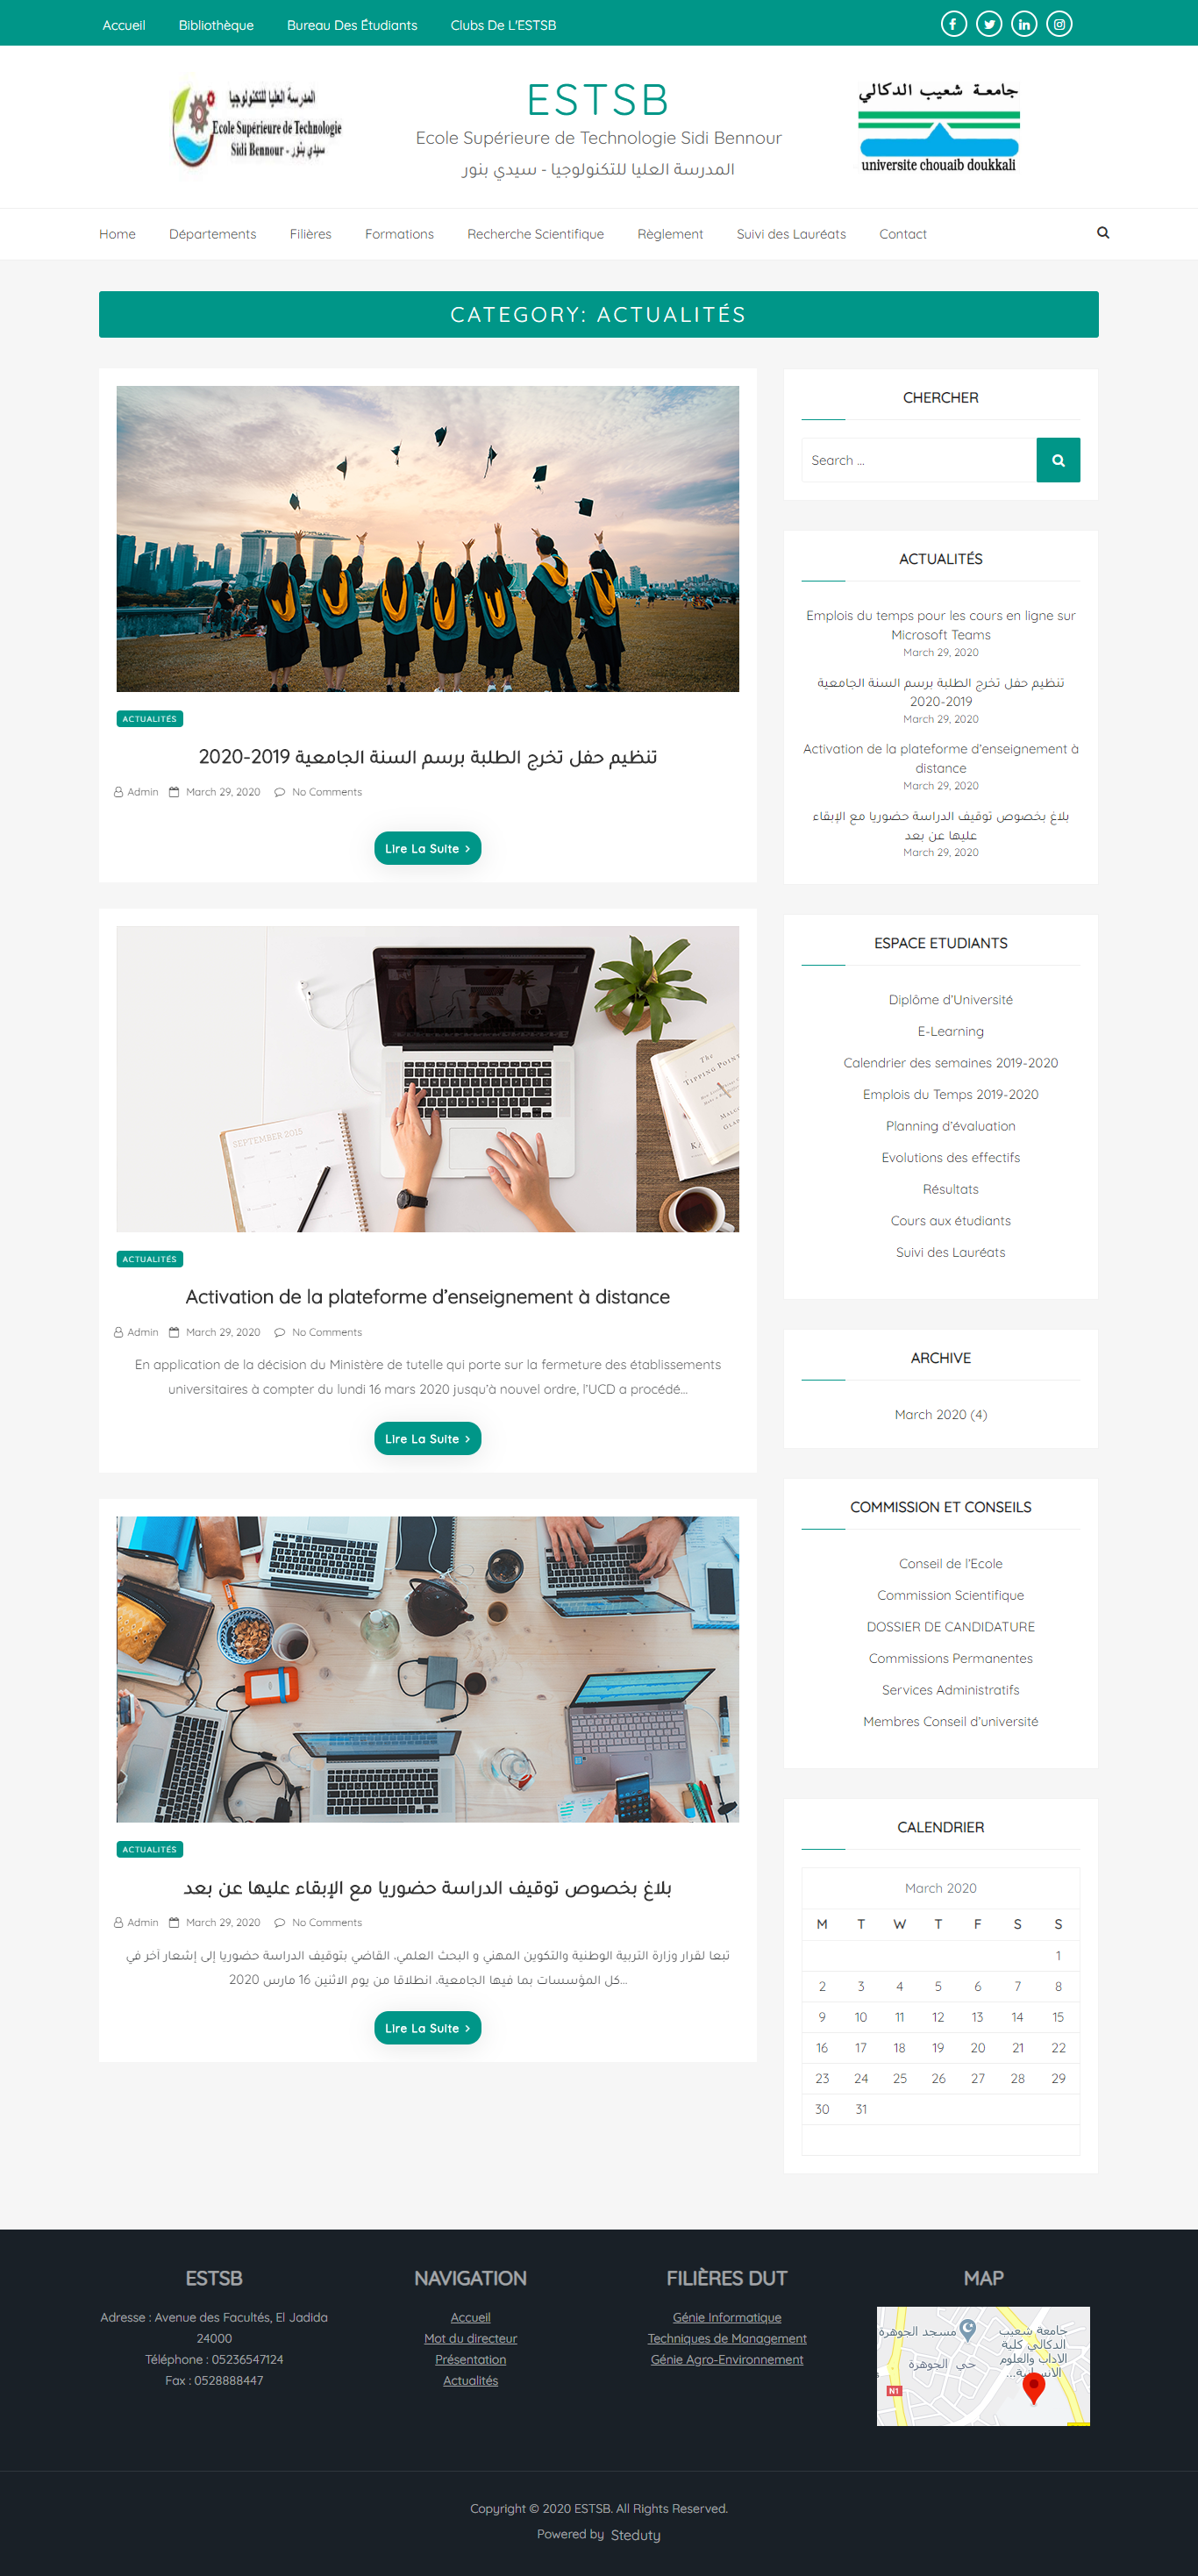 Accueil Bibliothèque Bureau Des Étudiants Clubs De L'ESTSB
المدرسة العليا للتكنولوجيا
Ecole Supérieure de Technologie
Sidi Bennour - سيدي بنور
ESTSB
Ecole Supérieure de Technologie Sidi Bennour
المدرسة العليا للتكنولوجيا - سيدي بنور
جامعة شعيب الدكالي
universite chouaib doukkali
Home Départements Filières Formations Recherche Scientifique Règlement Suivi des Lauréats Contact
CATEGORY: ACTUALITÉS
ACTUALITÉS
تنظيم حفل تخرج الطلبة برسم السنة الجامعية 2019-2020
Admin March 29, 2020 No Comments
Lire La Suite >
SEPTEMBER 2015
The
TIPPING
POINT
ACTUALITÉS
Activation de la plateforme d'enseignement à distance
Admin March 29, 2020 No Comments
En application de la décision du Ministère de tutelle qui porte sur la fermeture des établissements
universitaires à compter du lundi 16 mars 2020 jusqu'à nouvel ordre, l'UCD a procédé...
Lire La Suite >
ACTUALITÉS
بلاغ بخصوص توقيف الدراسة حضوريا مع الإبقاء عليها عن بعد
Admin March 29, 2020 No Comments
تبعا لقرار وزارة التربية الوطنية والتكوين المهني و البحث العلمي، القاضي بتوقيف الدراسة حضوريا إلى إشعار آخر في
كل المؤسسات بما فيها الجامعية، انطلاقا من يوم الاثنين 16 مارس 2020...
Lire La Suite >
CHERCHER
Search ...
ACTUALITÉS
Emplois du temps pour les cours en ligne sur
Microsoft Teams
March 29, 2020
تنظيم حفل تخرج الطلبة برسم السنة الجامعية
2019-2020
March 29, 2020
Activation de la plateforme d'enseignement à
distance
March 29, 2020
بلاغ بخصوص توقيف الدراسة حضوريا مع الإبقاء
عليها عن بعد
March 29, 2020
ESPACE ETUDIANTS
Diplôme d'Université
E-Learning
Calendrier des semaines 2019-2020
Emplois du Temps 2019-2020
Planning d'évaluation
Evolutions des effectifs
Résultats
Cours aux étudiants
Suivi des Lauréats
ARCHIVE
March 2020 (4)
COMMISSION ET CONSEILS
Conseil de l'Ecole
Commission Scientifique
DOSSIER DE CANDIDATURE
Commissions Permanentes
Services Administratifs
Membres Conseil d'université
CALENDRIER
March 2020
M T W T F S S
1
2 3 4 5 6 7 8
9 10 11 12 13 14 15
16 17 18 19 20 21 22
23 24 25 26 27 28 29
30 31
ESTSB
Adresse : Avenue des Facultés, El Jadida
24000
Téléphone : 05236547124
Fax : 0528888447
NAVIGATION
Accueil
Mot du directeur
Présentation
Actualités
FILIÈRES DUT
Génie Informatique
Techniques de Management
Génie Agro-Environnement
MAP
مسجد الجوهرة
حي الجوهرة
جامعة شعيب
الدكالي كلية
الاداب والعلوم
الانسانية...
N1
Copyright © 2020 ESTSB. All Rights Reserved.
Powered by Steduty